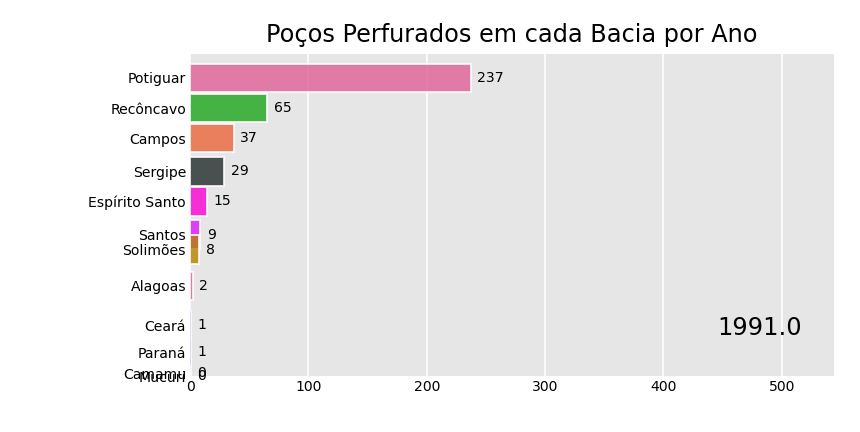 Poços Perfurados em cada Bacia por Ano
Potiguar 237
Recôncavo 65
Campos 37
Sergipe 29
Espírito Santo 15
Santos 9
Solimões 8
Alagoas 2
Ceará 1
1991.0
Paraná 1
Camamu 0
Mucuri 0
0 100 200 300 400 500